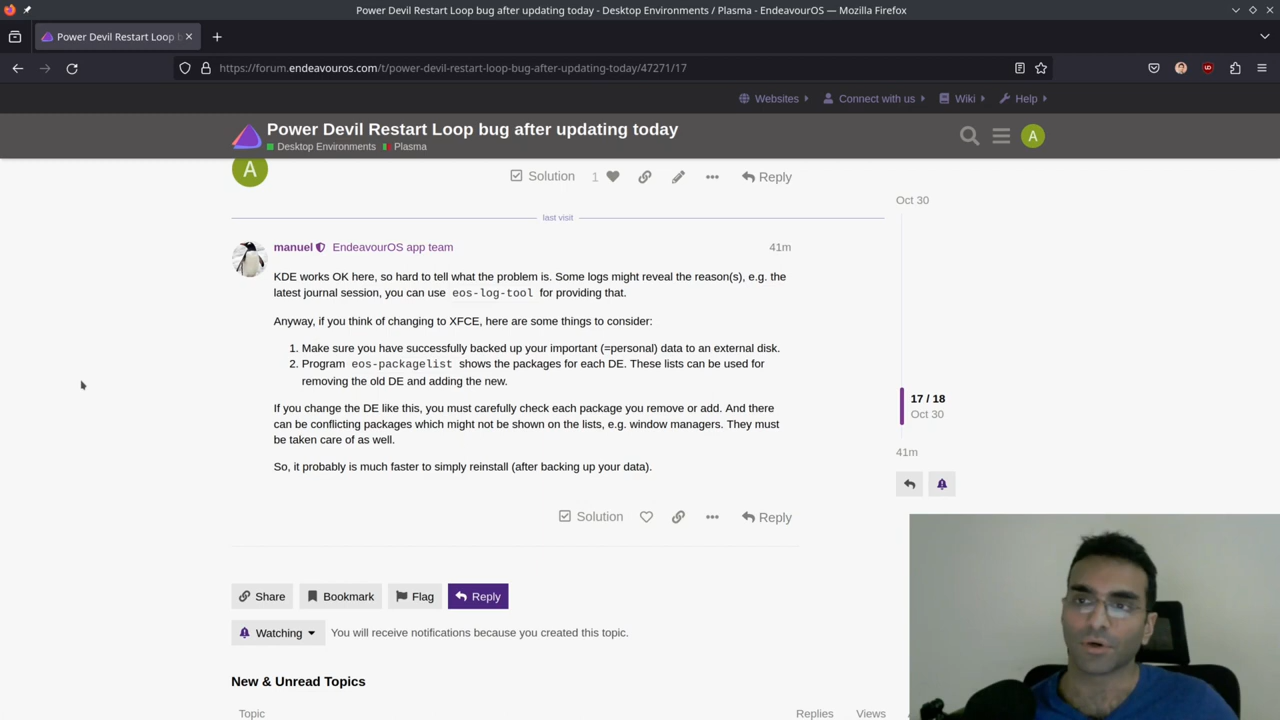 Power Devil Restart Loop bug after updating today - Desktop Environments / Plasma - EndeavourOS — Mozilla Firefox
Power Devil Restart Loop b
https://forum.endeavouros.com/t/power-devil-restart-loop-bug-after-updating-today/47271/17
Websites
Connect with us
Wiki
Help
Power Devil Restart Loop bug after updating today
Desktop Environments
Plasma
A
A
Solution
1
Reply
Oct 30
last visit
manuel
EndeavourOS app team
41m
KDE works OK here, so hard to tell what the problem is. Some logs might reveal the reason(s), e.g. the
latest journal session, you can use eos-log-tool for providing that.
Anyway, if you think of changing to XFCE, here are some things to consider:
1. Make sure you have successfully backed up your important (=personal) data to an external disk.
2. Program eos-packagelist shows the packages for each DE. These lists can be used for
removing the old DE and adding the new.
If you change the DE like this, you must carefully check each package you remove or add. And there
can be conflicting packages which might not be shown on the lists, e.g. window managers. They must
be taken care of as well.
So, it probably is much faster to simply reinstall (after backing up your data).
17 / 18
Oct 30
41m
Solution
Reply
Share
Bookmark
Flag
Reply
Watching
You will receive notifications because you created this topic.
New & Unread Topics
Topic
Replies
Views